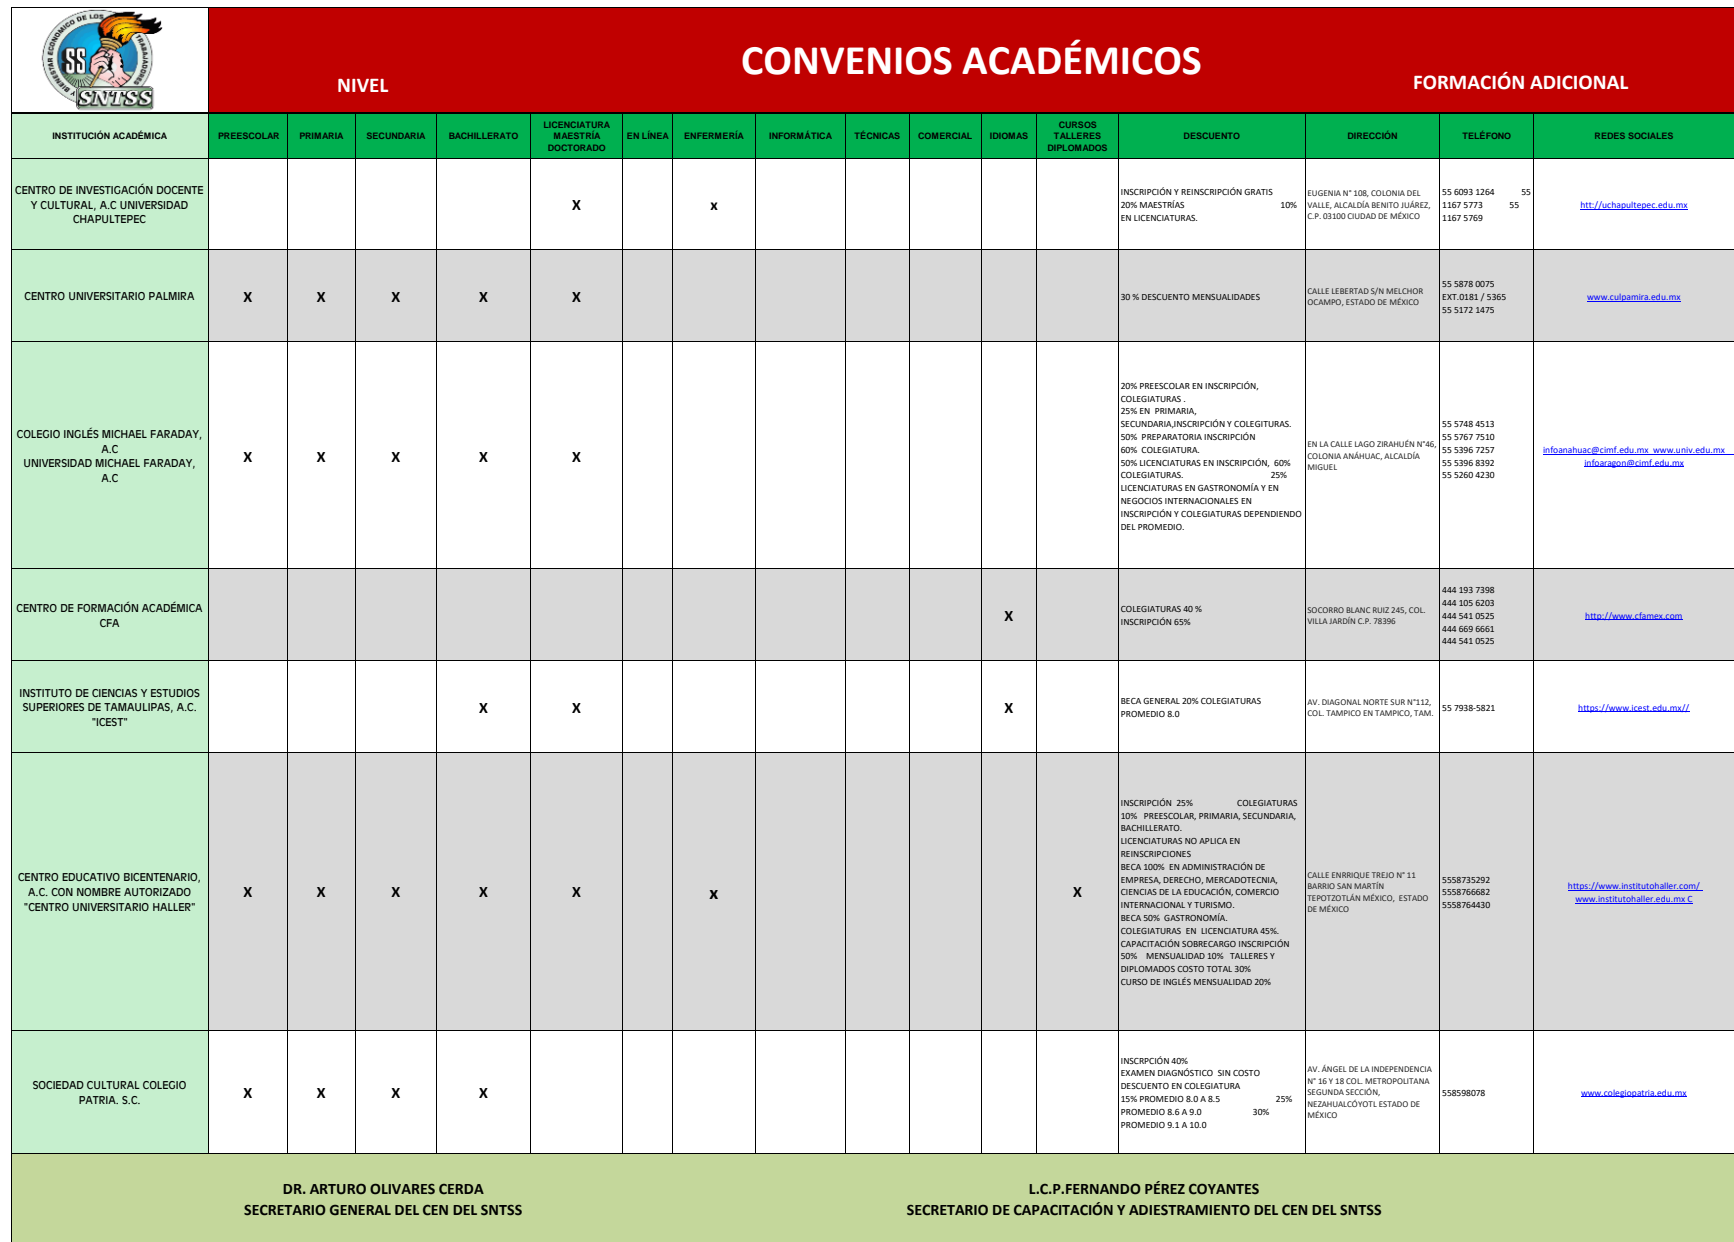 BIENESTAR ECONOMICO DE LOS TRABAJADORES
SS
SNTSS
NIVEL
CONVENIOS ACADÉMICOS
FORMACIÓN ADICIONAL
INSTITUCIÓN ACADÉMICA
PREESCOLAR
PRIMARIA
SECUNDARIA
BACHILLERATO
LICENCIATURA
MAESTRÍA
DOCTORADO
EN LÍNEA
ENFERMERÍA
INFORMÁTICA
TÉCNICAS
COMERCIAL
IDIOMAS
CURSOS
TALLERES
DIPLOMADOS
DESCUENTO
DIRECCIÓN
TELÉFONO
REDES SOCIALES
CENTRO DE INVESTIGACIÓN DOCENTE
Y CULTURAL, A.C UNIVERSIDAD
CHAPULTEPEC
X
x
INSCRIPCIÓN Y REINSCRIPCIÓN GRATIS
20% MAESTRÍAS 10%
EN LICENCIATURAS.
EUGENIA N° 108, COLONIA DEL
VALLE, ALCALDÍA BENITO JUÁREZ,
C.P. 03100 CIUDAD DE MÉXICO
55 6093 1264 55
1167 5773 55
1167 5769
htt://uchapultepec.edu.mx
CENTRO UNIVERSITARIO PALMIRA
X
X
X
X
X
30 % DESCUENTO MENSUALIDADES
CALLE LEBERTAD S/N MELCHOR
OCAMPO, ESTADO DE MÉXICO
55 5878 0075
EXT.0181 / 5365
55 5172 1475
www.culpamira.edu.mx
COLEGIO INGLÉS MICHAEL FARADAY,
A.C
UNIVERSIDAD MICHAEL FARADAY,
A.C
X
X
X
X
X
20% PREESCOLAR EN INSCRIPCIÓN,
COLEGIATURAS .
25% EN PRIMARIA,
SECUNDARIA,INSCRIPCIÓN Y COLEGITURAS.
50% PREPARATORIA INSCRIPCIÓN
60% COLEGIATURA.
50% LICENCIATURAS EN INSCRIPCIÓN, 60%
COLEGIATURAS. 25%
LICENCIATURAS EN GASTRONOMÍA Y EN
NEGOCIOS INTERNACIONALES EN
INSCRIPCIÓN Y COLEGIATURAS DEPENDIENDO
DEL PROMEDIO.
EN LA CALLE LAGO ZIRAHUÉN N°46,
COLONIA ANÁHUAC, ALCALDÍA
MIGUEL
55 5748 4513
55 5767 7510
55 5396 7257
55 5396 8392
55 5260 4230
infoanahuac@cimf.edu.mx www.univ.edu.mx
infoaragon@cimf.edu.mx
CENTRO DE FORMACIÓN ACADÉMICA
CFA
X
COLEGIATURAS 40 %
INSCRIPCIÓN 65%
SOCORRO BLANC RUIZ 245, COL.
VILLA JARDÍN C.P. 78396
444 193 7398
444 105 6203
444 541 0525
444 669 6661
444 541 0525
http://www.cfamex.com
INSTITUTO DE CIENCIAS Y ESTUDIOS
SUPERIORES DE TAMAULIPAS, A.C.
"ICEST"
X
X
X
BECA GENERAL 20% COLEGIATURAS
PROMEDIO 8.0
AV. DIAGONAL NORTE SUR N°112,
COL. TAMPICO EN TAMPICO, TAM.
55 7938-5821
https://www.icest.edu.mx//
CENTRO EDUCATIVO BICENTENARIO,
A.C. CON NOMBRE AUTORIZADO
"CENTRO UNIVERSITARIO HALLER"
X
X
X
X
X
x
X
INSCRIPCIÓN 25% COLEGIATURAS
10% PREESCOLAR, PRIMARIA, SECUNDARIA,
BACHILLERATO.
LICENCIATURAS NO APLICA EN
REINSCRIPCIONES
BECA 100% EN ADMINISTRACIÓN DE
EMPRESA, DERECHO, MERCADOTECNIA,
CIENCIAS DE LA EDUCACIÓN, COMERCIO
INTERNACIONAL Y TURISMO.
BECA 50% GASTRONOMÍA.
COLEGIATURAS EN LICENCIATURA 45%.
CAPACITACIÓN SOBRECARGO INSCRIPCIÓN
50% MENSUALIDAD 10% TALLERES Y
DIPLOMADOS COSTO TOTAL 30%
CURSO DE INGLÉS MENSUALIDAD 20%
CALLE ENRRIQUE TREJO N° 11
BARRIO SAN MARTÍN
TEPOTZOTLÁN MÉXICO, ESTADO
DE MÉXICO
5558735292
5558766682
5558764430
https://www.institutohaller.com/
www.institutohaller.edu.mx C
SOCIEDAD CULTURAL COLEGIO
PATRIA. S.C.
X
X
X
X
INSCRPCIÓN 40%
EXAMEN DIAGNÓSTICO SIN COSTO
DESCUENTO EN COLEGIATURA
15% PROMEDIO 8.0 A 8.5 25%
PROMEDIO 8.6 A 9.0 30%
PROMEDIO 9.1 A 10.0
AV. ÁNGEL DE LA INDEPENDENCIA
N° 16 Y 18 COL. METROPOLITANA
SEGUNDA SECCIÓN,
NEZAHUALCÓYOTL ESTADO DE
MÉXICO
558598078
www.colegiopatria.edu.mx
DR. ARTURO OLIVARES CERDA
SECRETARIO GENERAL DEL CEN DEL SNTSS
L.C.P.FERNANDO PÉREZ COYANTES
SECRETARIO DE CAPACITACIÓN Y ADIESTRAMIENTO DEL CEN DEL SNTSS